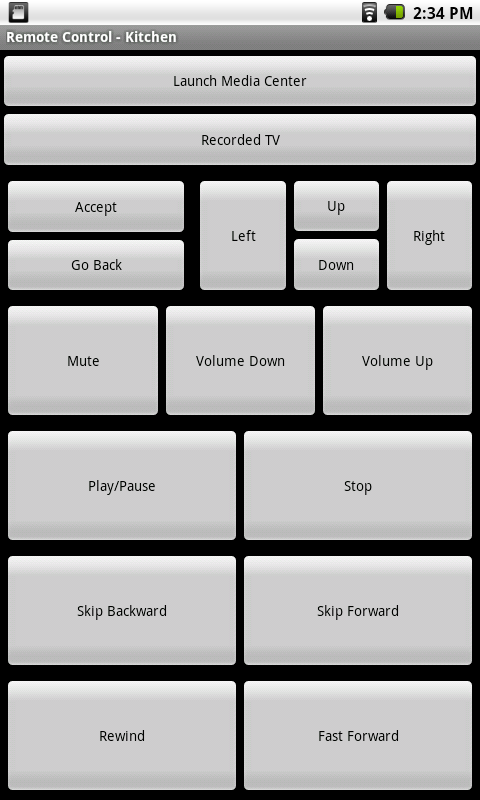 2:34 PM
Remote Control - Kitchen
Launch Media Center
Recorded TV
Accept
Go Back
Left
Up
Down
Right
Mute
Volume Down
Volume Up
Play/Pause
Stop
Skip Backward
Skip Forward
Rewind
Fast Forward